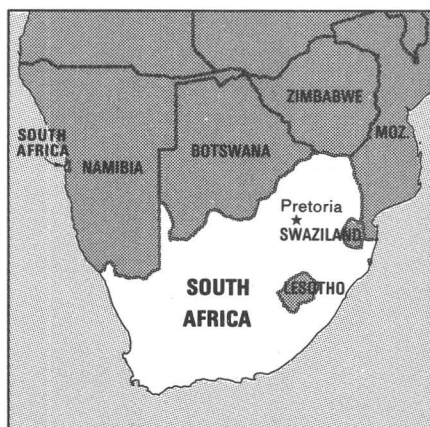 ZIMBABWE
MOZ.
SOUTH
AFRICA
NAMIBIA
BOTSWANA
Pretoria
SWAZILAND
LESOTHO
SOUTH
AFRICA